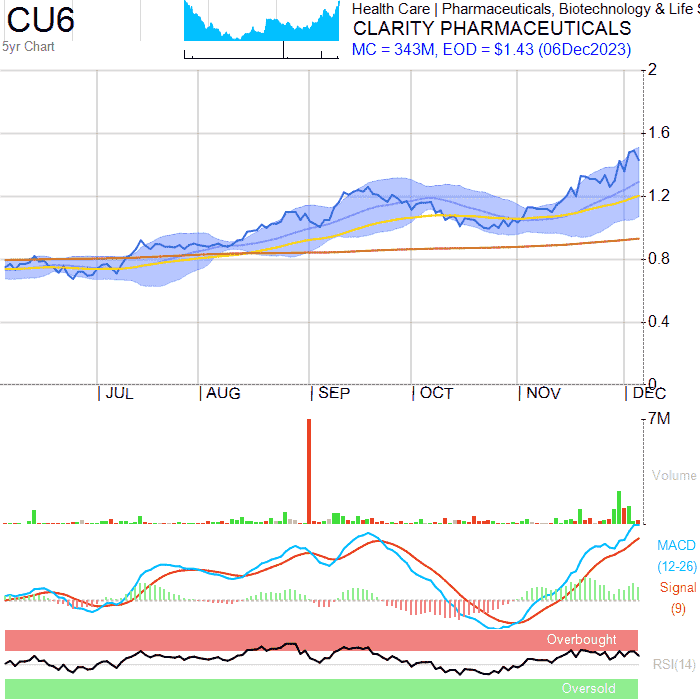 CU6
5yr Chart
Health Care | Pharmaceuticals, Biotechnology & Life S
CLARITY PHARMACEUTICALS
MC = 343M, EOD = $1.43 (06Dec2023)
2
1.6
1.2
0.8
0.4
0
JUL AUG SEP OCT NOV DEC
7M
Volume
MACD
(12-26)
Signal
(9)
Overbought
RSI(14)
Oversold